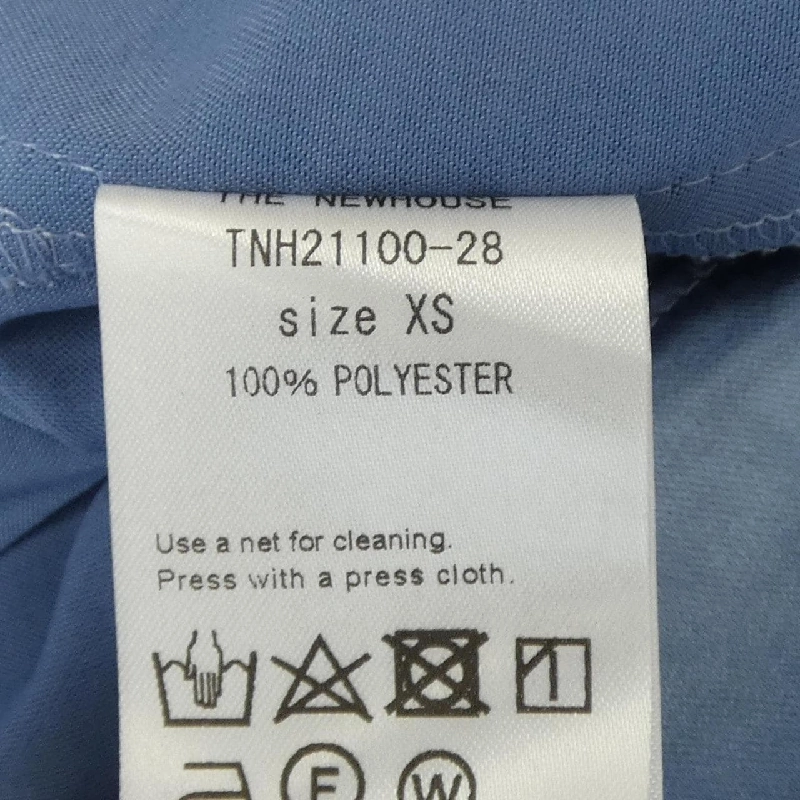 THE NEWHOUSE
TNH21100-28
size XS
100% POLYESTER
Use a net for cleaning.
Press with a press cloth.
F W